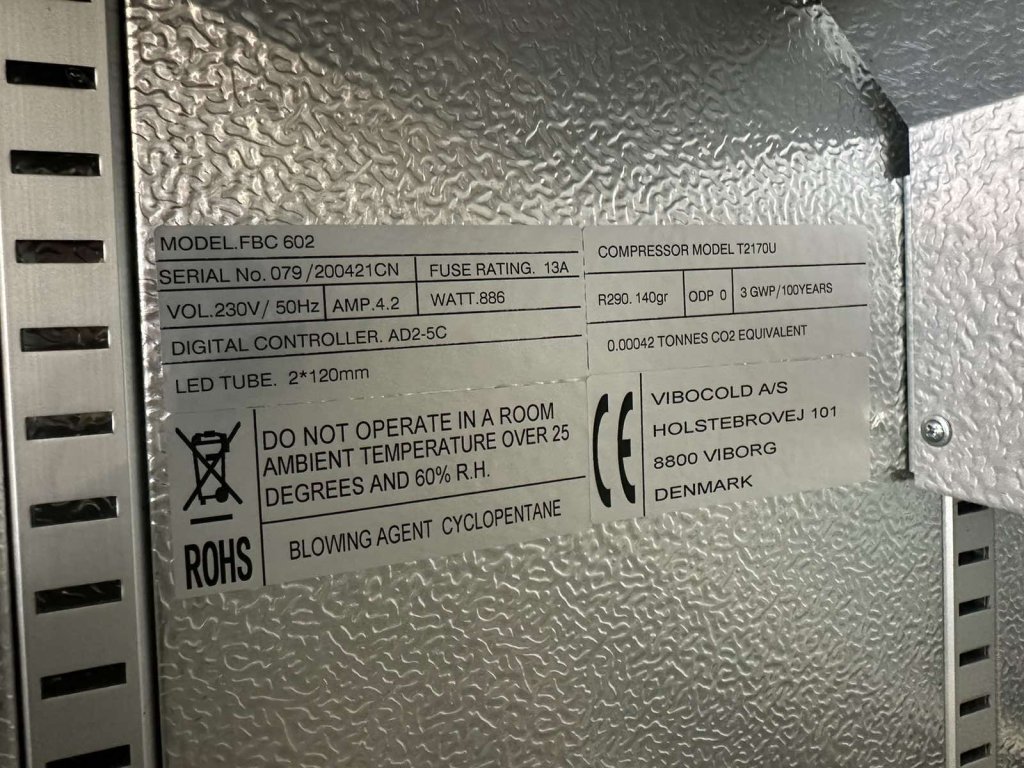 MODEL.FBC 602
SERIAL No. 079 /200421CN
FUSE RATING. 13A
VOL.230V/ 50Hz
AMP.4.2
WATT.886
DIGITAL CONTROLLER. AD2-5C
LED TUBE. 2*120mm
COMPRESSOR MODEL T2170U
R290. 140gr
ODP 0
3 GWP/100YEARS
0.00042 TONNES CO2 EQUIVALENT
ROHS
DO NOT OPERATE IN A ROOM
AMBIENT TEMPERATURE OVER 25
DEGREES AND 60% R.H.
BLOWING AGENT CYCLOPENTANE
CE
VIBOCOLD A/S
HOLSTEBROVEJ 101
8800 VIBORG
DENMARK